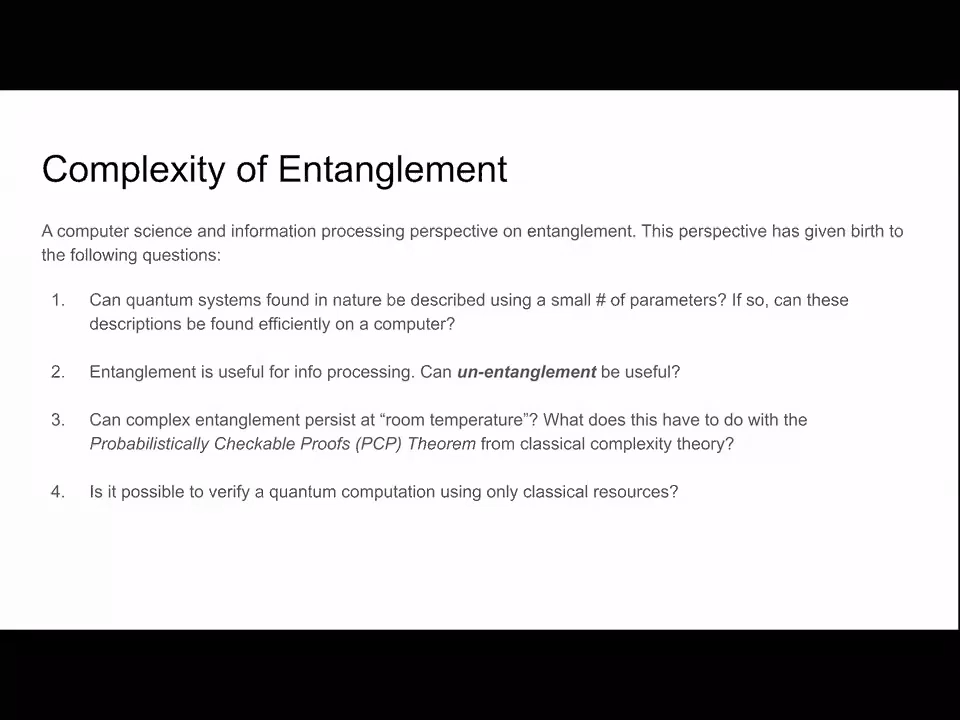 Complexity of Entanglement
A computer science and information processing perspective on entanglement. This perspective has given birth to
the following questions:
1. Can quantum systems found in nature be described using a small # of parameters? If so, can these
descriptions be found efficiently on a computer?
2. Entanglement is useful for info processing. Can un-entanglement be useful?
3. Can complex entanglement persist at “room temperature”? What does this have to do with the
Probabilistically Checkable Proofs (PCP) Theorem from classical complexity theory?
4. Is it possible to verify a quantum computation using only classical resources?